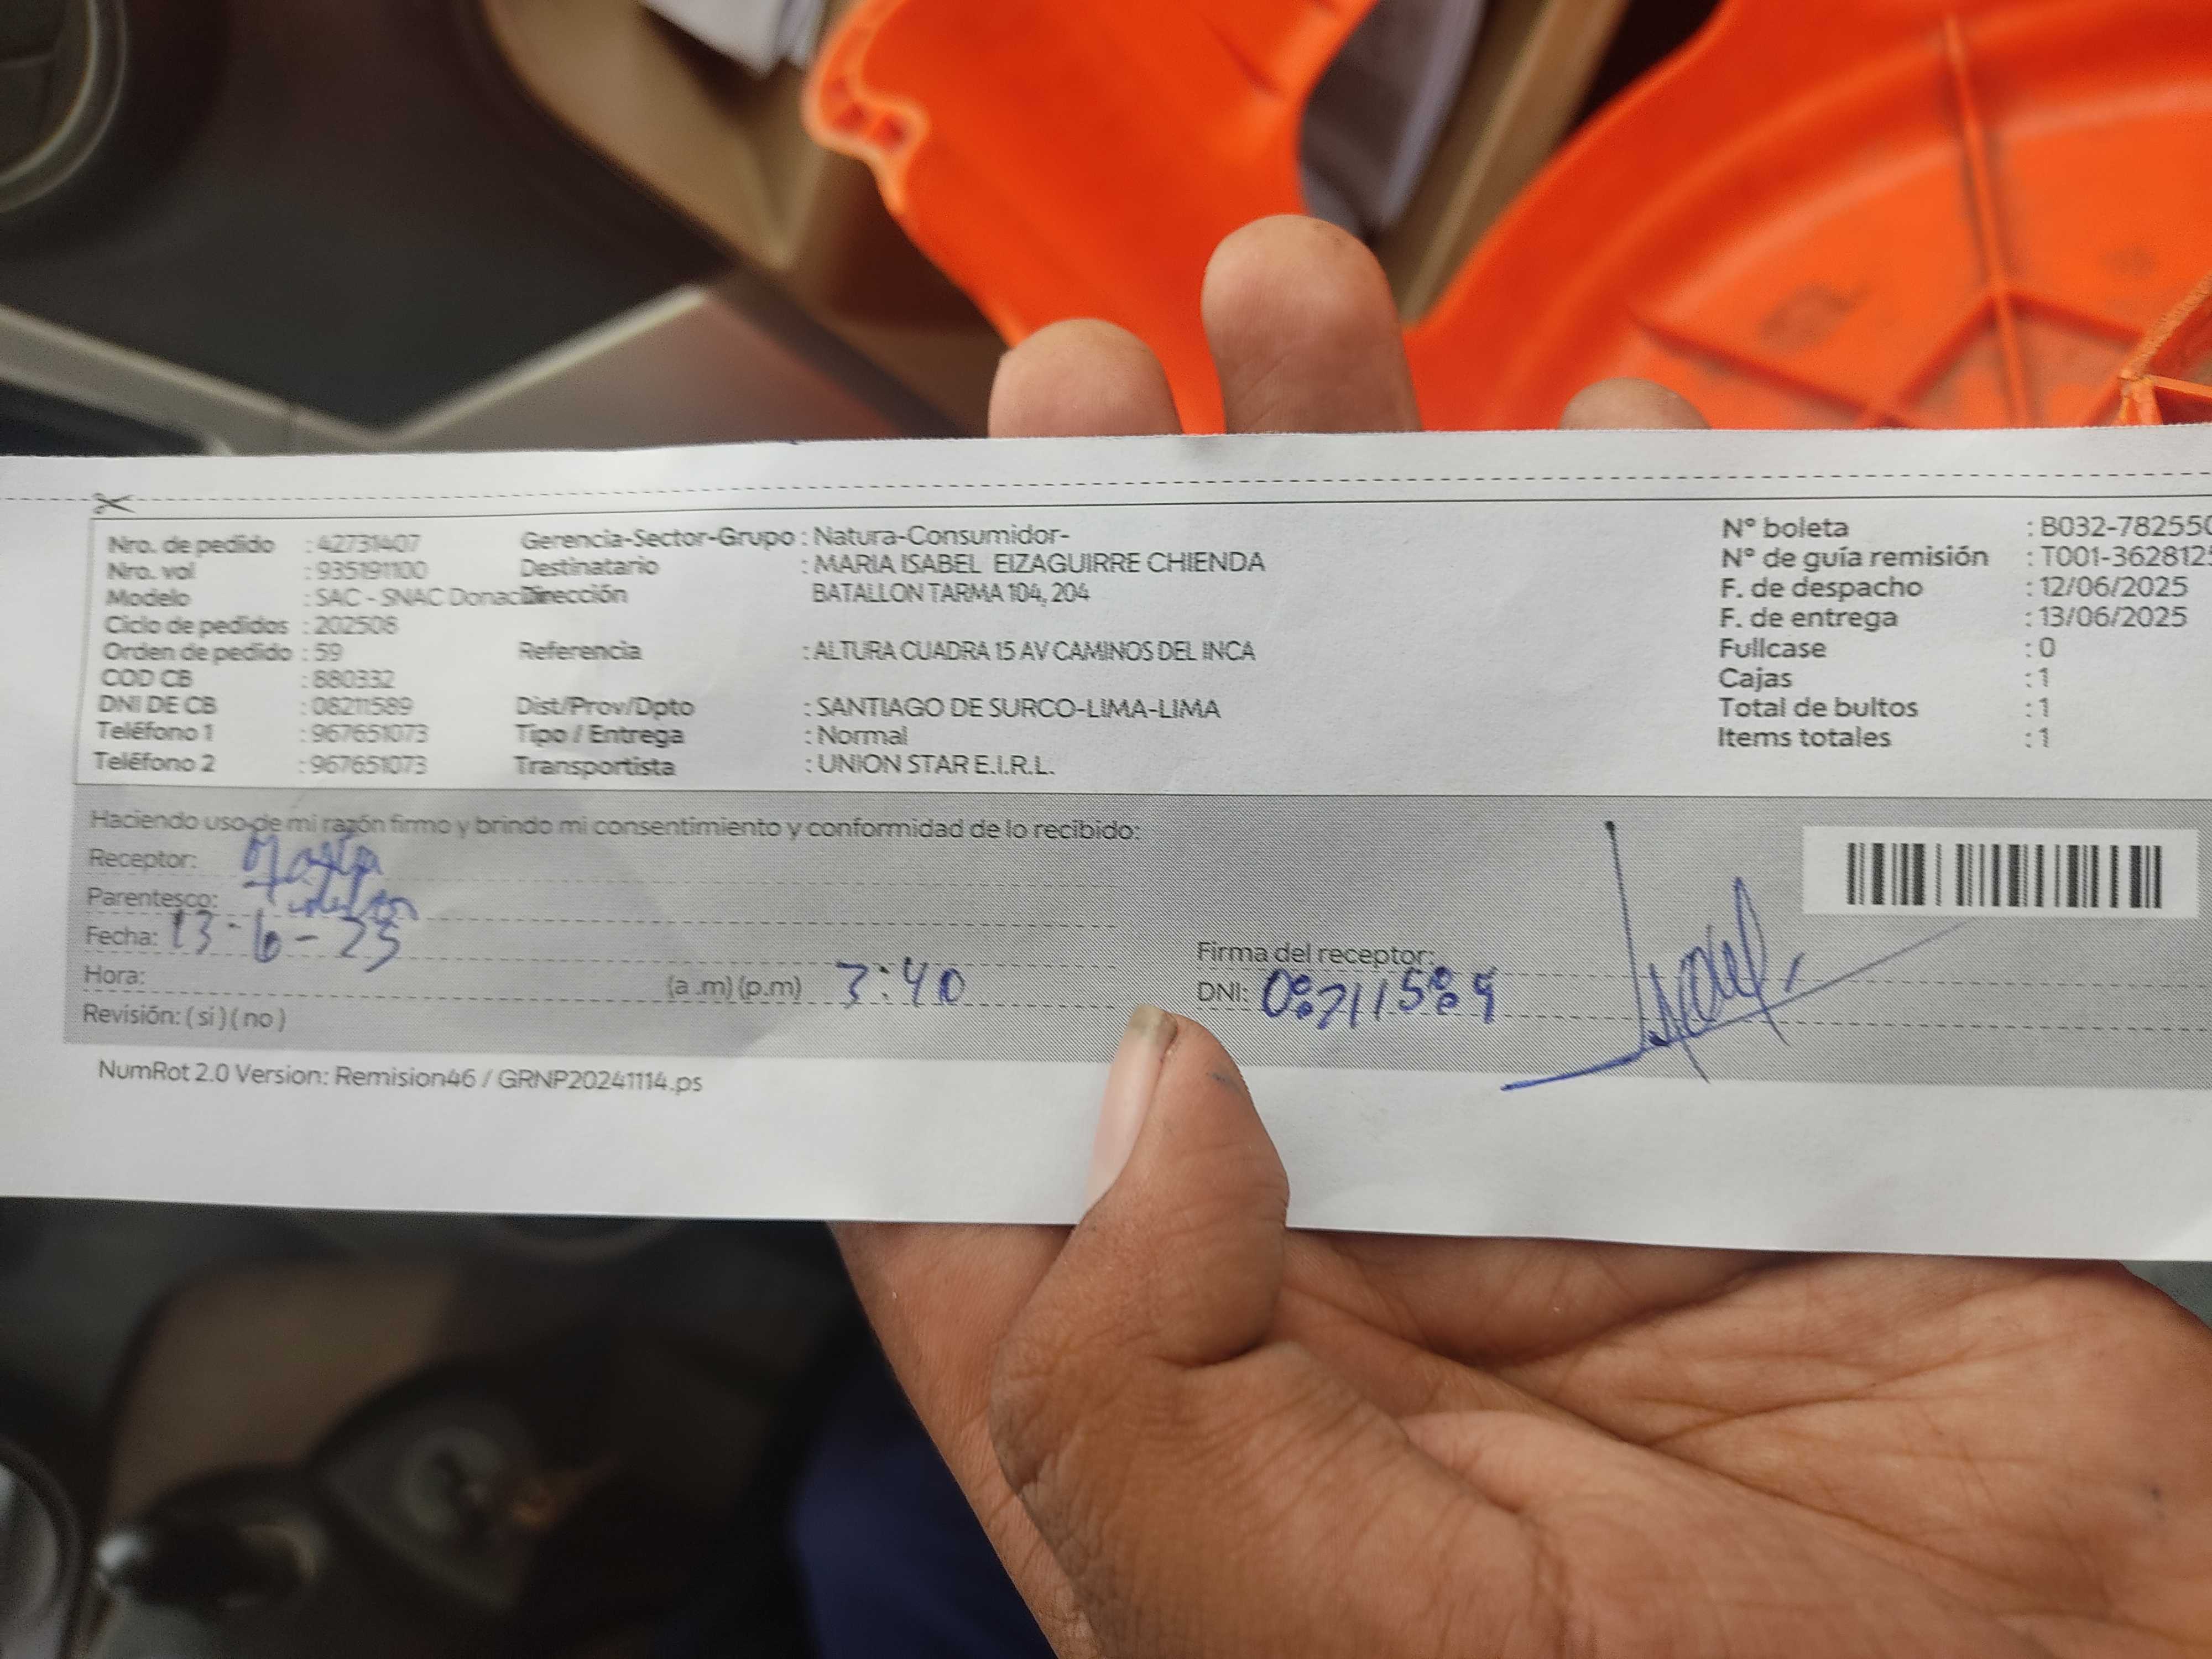 Nro. de pedido : 42731407 Gerencia-Sector-Grupo : Natura-Consumidor- N° boleta : B032-782550
Nro. vol : 935191100 Destinatario : MARIA ISABEL EIZAGUIRRE CHIENDA N° de guía remisión : T001-3628125
Modelo : SAC - SNAC Donac Dirección BATALLON TARMA 104, 204 F. de despacho : 12/06/2025
Ciclo de pedidos : 202508 F. de entrega : 13/06/2025
Orden de pedido : 59 Referencia : ALTURA CUADRA 15 AV CAMINOS DEL INCA Fullcase : 0
COD CB : 880332 Cajas : 1
DNI DE CB : 08211589 Dist/Prov/Dpto : SANTIAGO DE SURCO-LIMA-LIMA Total de bultos : 1
Teléfono 1 : 967651073 Tipo / Entrega : Normal Items totales : 1
Teléfono 2 : 967651073 Transportista : UNION STAR E.I.R.L.
Haciendo uso de mi razón firmo y brindo mi consentimiento y conformidad de lo recibido:
Receptor: María
Parentesco:
Fecha: 13-6-25
Firma del receptor:
Hora: (a.m) (p.m) 3:40 DNI: 08211589
Revisión: ( si ) ( no )
NumRot 2.0 Version: Remision46 / GRNP20241114.ps